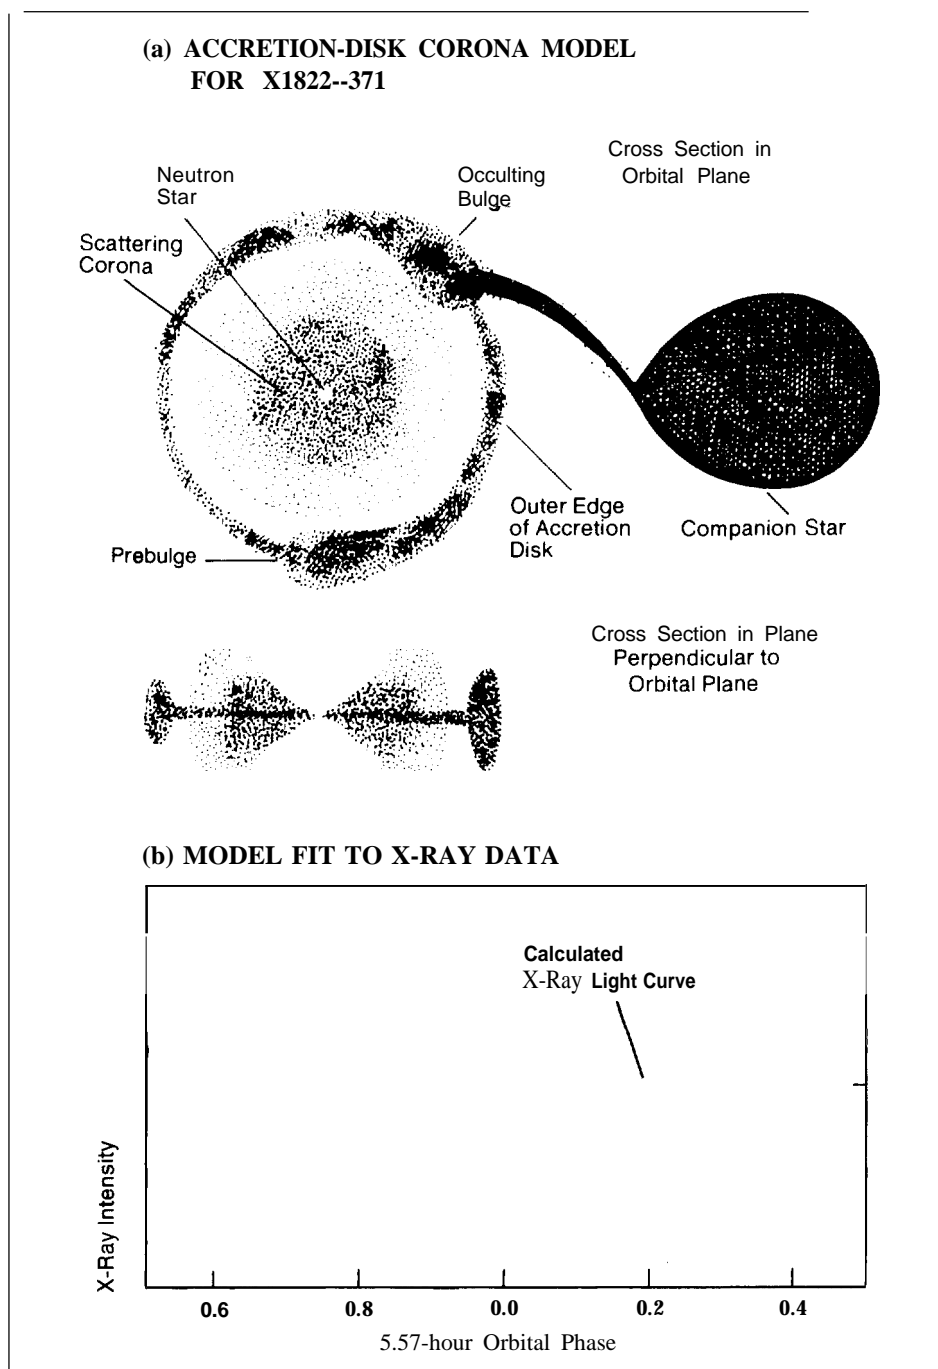 (a) ACCRETION-DISK CORONA MODEL
FOR X1822--371
Cross Section in
Orbital Plane
Neutron
Star
Occulting
Bulge
Scattering
Corona
Outer Edge
of Accretion
Disk
Companion Star
Prebulge
Cross Section in Plane
Perpendicular to
Orbital Plane
(b) MODEL FIT TO X-RAY DATA
Calculated
X-Ray Light Curve
X-Ray Intensity
0.6 0.8 0.0 0.2 0.4
5.57-hour Orbital Phase